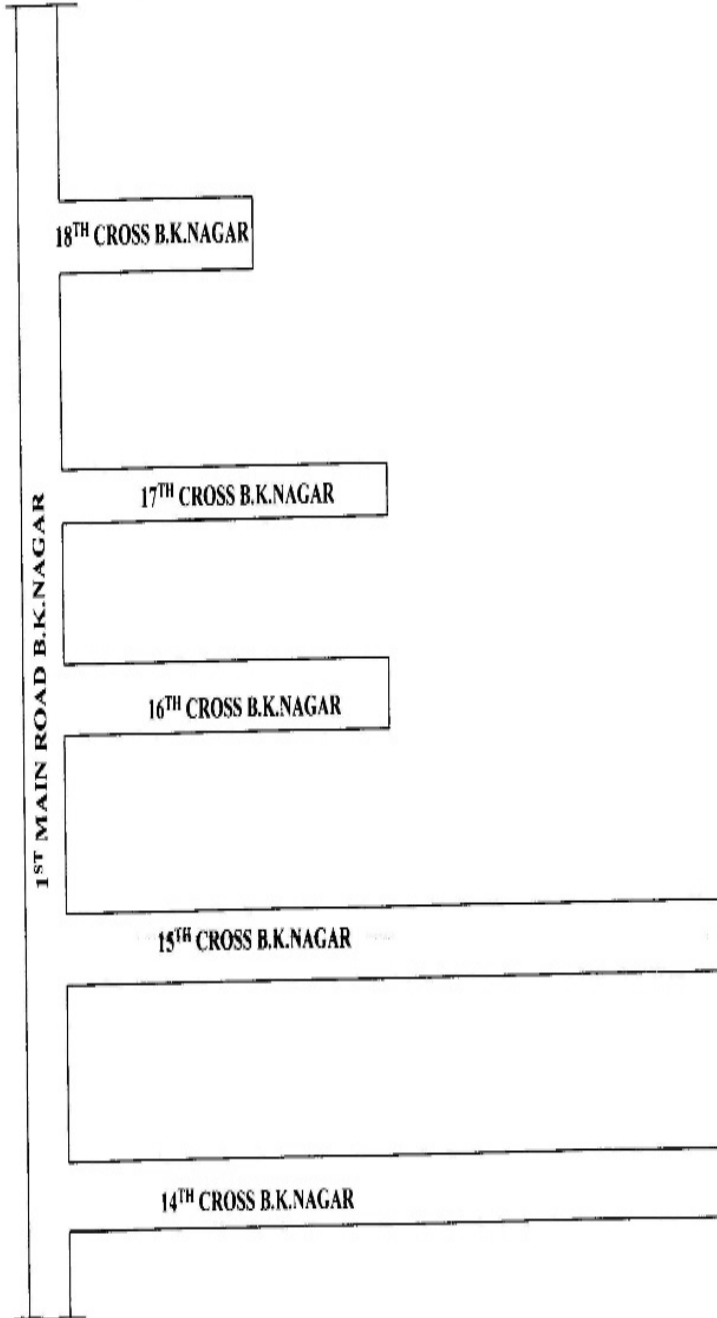 18TH CROSS B.K.NAGAR
17TH CROSS B.K.NAGAR
1ST MAIN ROAD B.K.NAGAR
16TH CROSS B.K.NAGAR
15TH CROSS B.K.NAGAR
14TH CROSS B.K.NAGAR